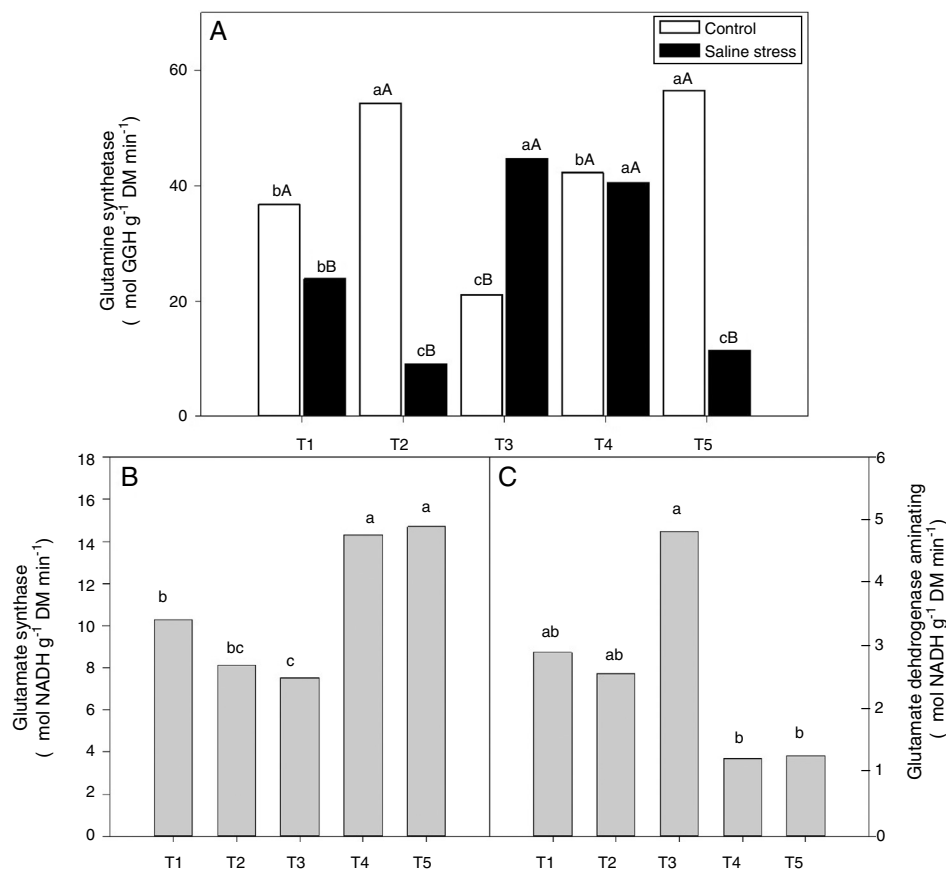 A
Control
Saline stress
Glutamine synthetase
( mol GGH g⁻¹ DM min⁻¹)
60
40
20
0
bA
bB
aA
cB
cB
aA
bA
aA
aA
cB
T1 T2 T3 T4 T5
B
Glutamate synthase
( mol NADH g⁻¹ DM min⁻¹)
18
16
14
12
10
8
6
4
2
0
b
bc
c
a
a
T1 T2 T3 T4 T5
C
ab
ab
a
b
b
T1 T2 T3 T4 T5
6
5
4
3
2
1
0
Glutamate dehdrogenase aminating
( mol NADH g⁻¹ DM min⁻¹)